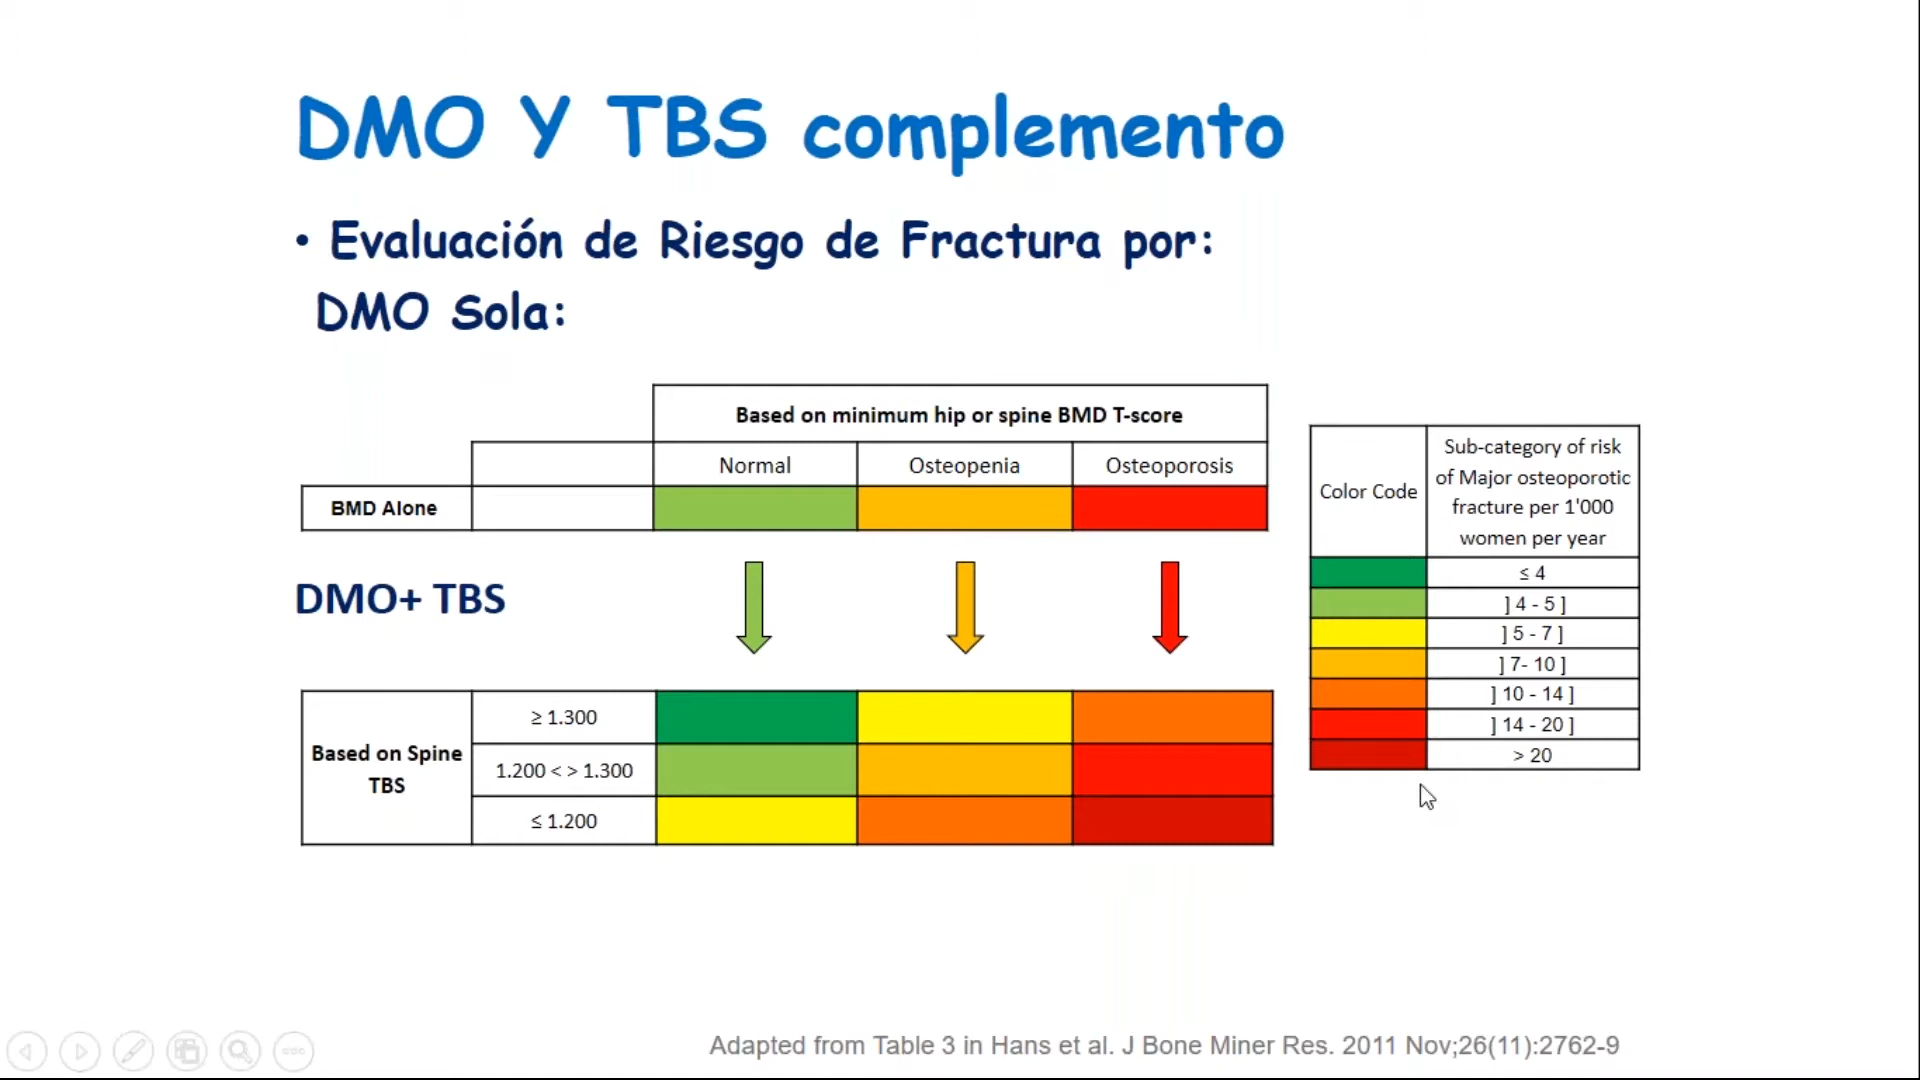 DMO Y TBS complemento
• Evaluación de Riesgo de Fractura por:
DMO Sola:
Based on minimum hip or spine BMD T-score
Normal Osteopenia Osteoporosis
BMD Alone
DMO+ TBS
Based on Spine
TBS
≥ 1.300
1.200 < > 1.300
≤ 1.200
Color Code
Sub-category of risk
of Major osteoporotic
fracture per 1'000
women per year
≤ 4
] 4 - 5 ]
] 5 - 7 ]
] 7- 10 ]
] 10 - 14 ]
] 14 - 20 ]
> 20
Adapted from Table 3 in Hans et al. J Bone Miner Res. 2011 Nov;26(11):2762-9